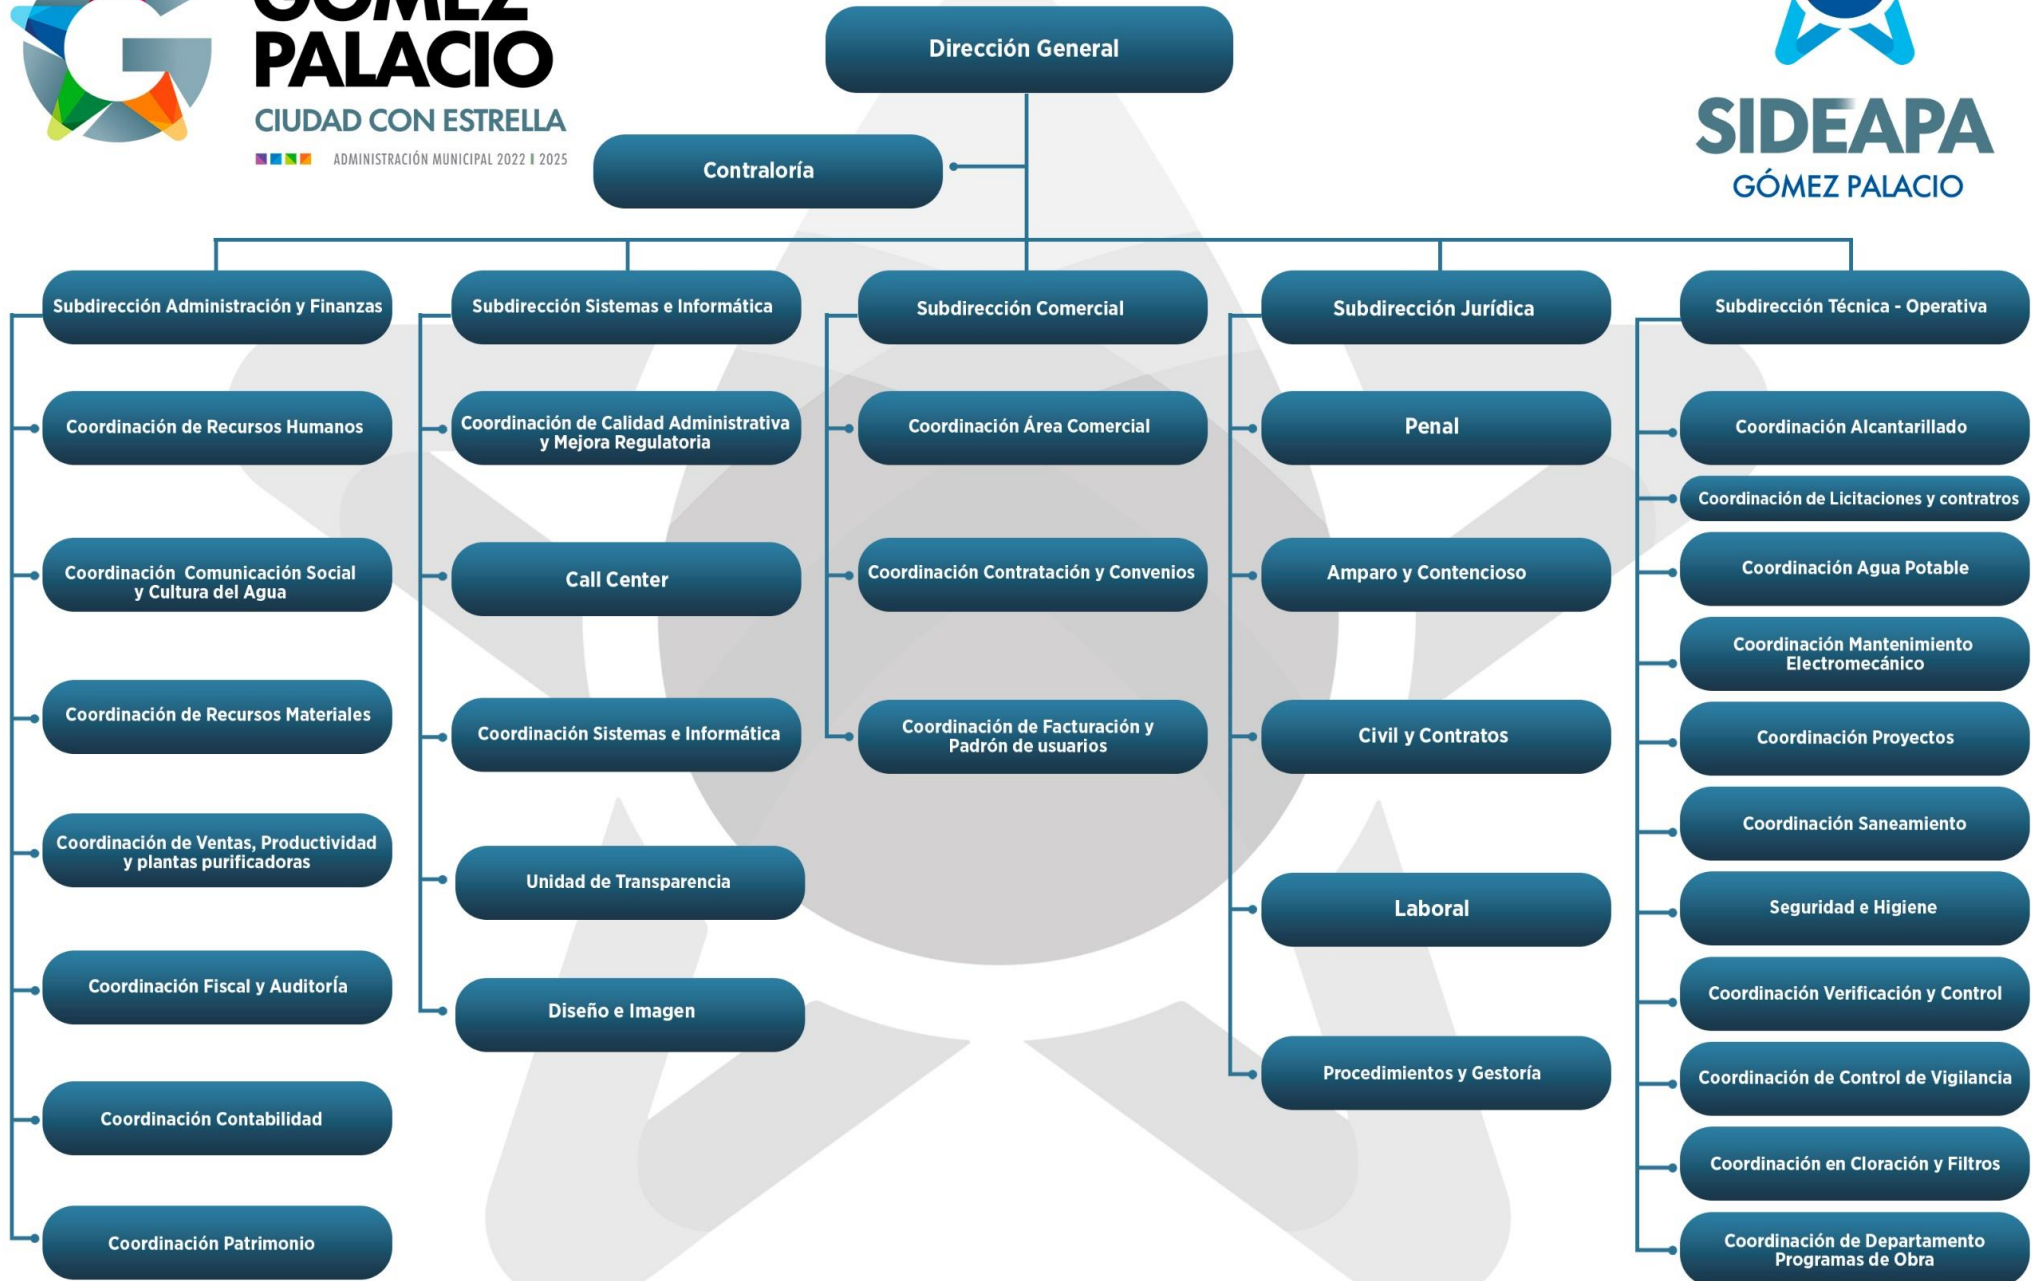 GÓMEZ
PALACIO
CIUDAD CON ESTRELLA
ADMINISTRACIÓN MUNICIPAL 2022 | 2025
SIDEAPA
GÓMEZ PALACIO
Dirección General
Contraloría
Subdirección Administración y Finanzas
Coordinación de Recursos Humanos
Coordinación Comunicación Social
y Cultura del Agua
Coordinación de Recursos Materiales
Coordinación de Ventas, Productividad
y plantas purificadoras
Coordinación Fiscal y AuditorÍa
Coordinación Contabilidad
Coordinación Patrimonio
Subdirección Sistemas e Informática
Coordinación de Calidad Administrativa
y Mejora Regulatoria
Call Center
Coordinación Sistemas e Informática
Unidad de Transparencia
Diseño e Imagen
Subdirección Comercial
Coordinación Área Comercial
Coordinación Contratación y Convenios
Coordinación de Facturación y
Padrón de usuarios
Subdirección Jurídica
Penal
Amparo y Contencioso
Civil y Contratos
Laboral
Procedimientos y Gestoría
Subdirección Técnica - Operativa
Coordinación Alcantarillado
Coordinación de Licitaciones y contratros
Coordinación Agua Potable
Coordinación Mantenimiento
Electromecánico
Coordinación Proyectos
Coordinación Saneamiento
Seguridad e Higiene
Coordinación Verificación y Control
Coordinación de Control de Vigilancia
Coordinación en Cloración y Filtros
Coordinación de Departamento
Programas de Obra